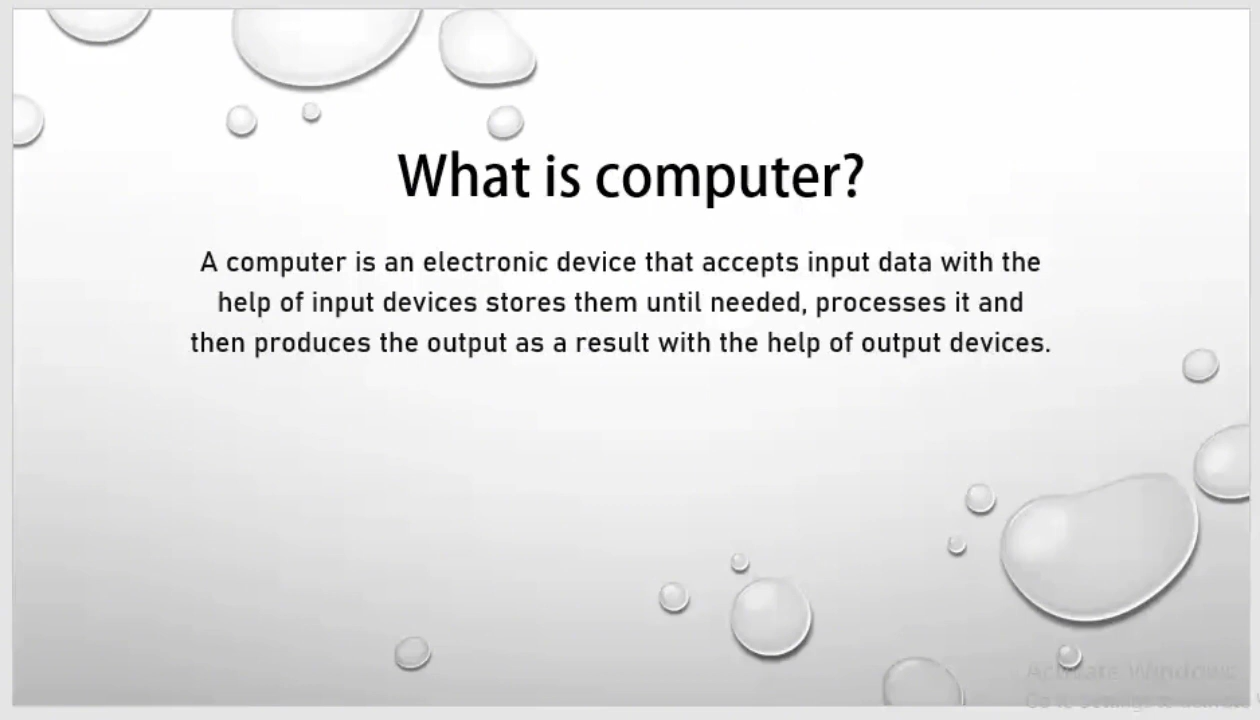 What is computer?
A computer is an electronic device that accepts input data with the
help of input devices stores them until needed, processes it and
then produces the output as a result with the help of output devices.
Activate Windows